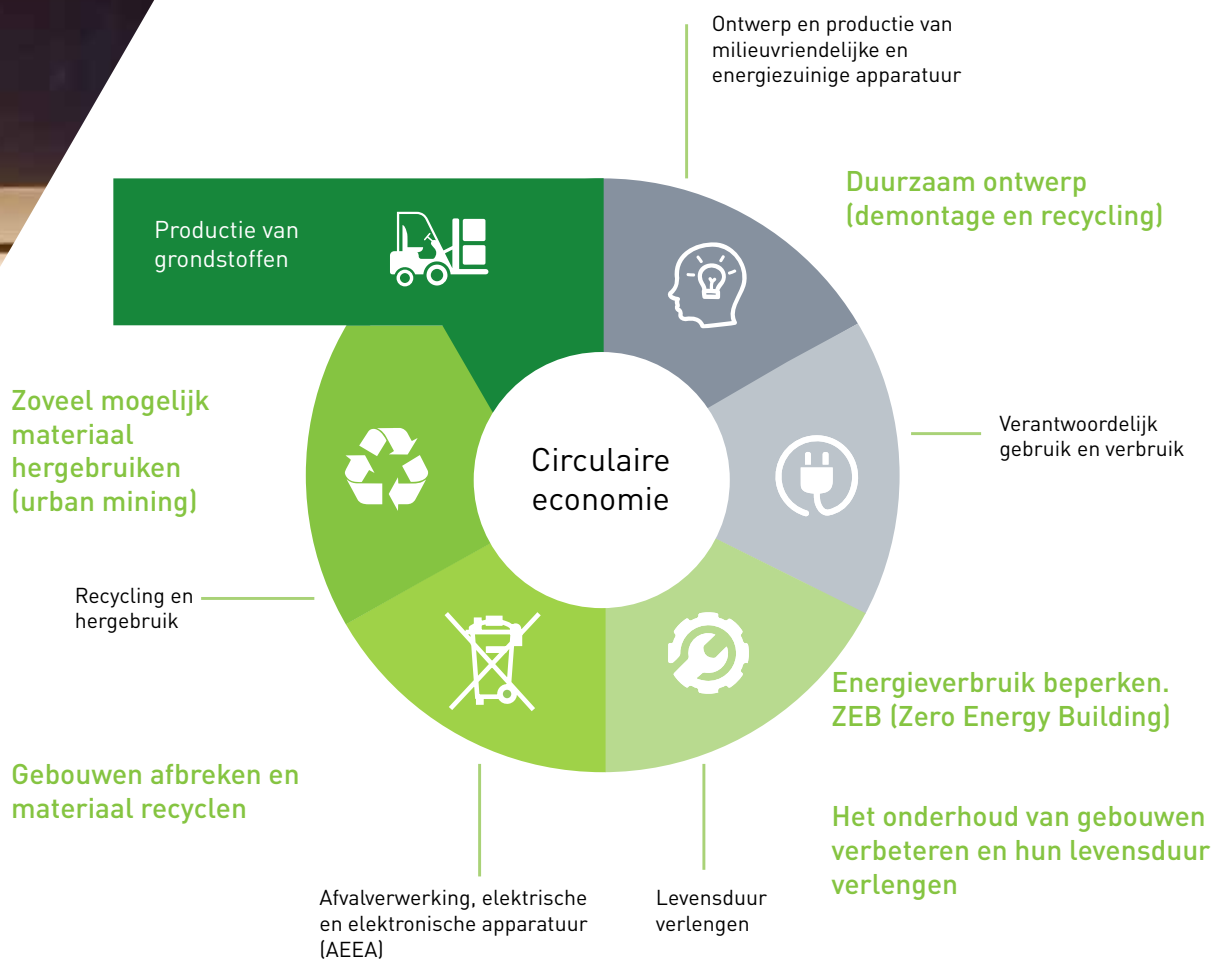 Ontwerp en productie van
milieuvriendelijke en
energiezuinige apparatuur
Duurzaam ontwerp
(demontage en recycling)
Productie van
grondstoffen
Zoveel mogelijk
materiaal
hergebruiken
(urban mining)
Circulaire
economie
Verantwoordelijk
gebruik en verbruik
Recycling en
hergebruik
Energieverbruik beperken.
ZEB (Zero Energy Building)
Gebouwen afbreken en
materiaal recyclen
Het onderhoud van gebouwen
verbeteren en hun levensduur
verlengen
Afvalverwerking, elektrische
en elektronische apparatuur
(AEEA)
Levensduur
verlengen